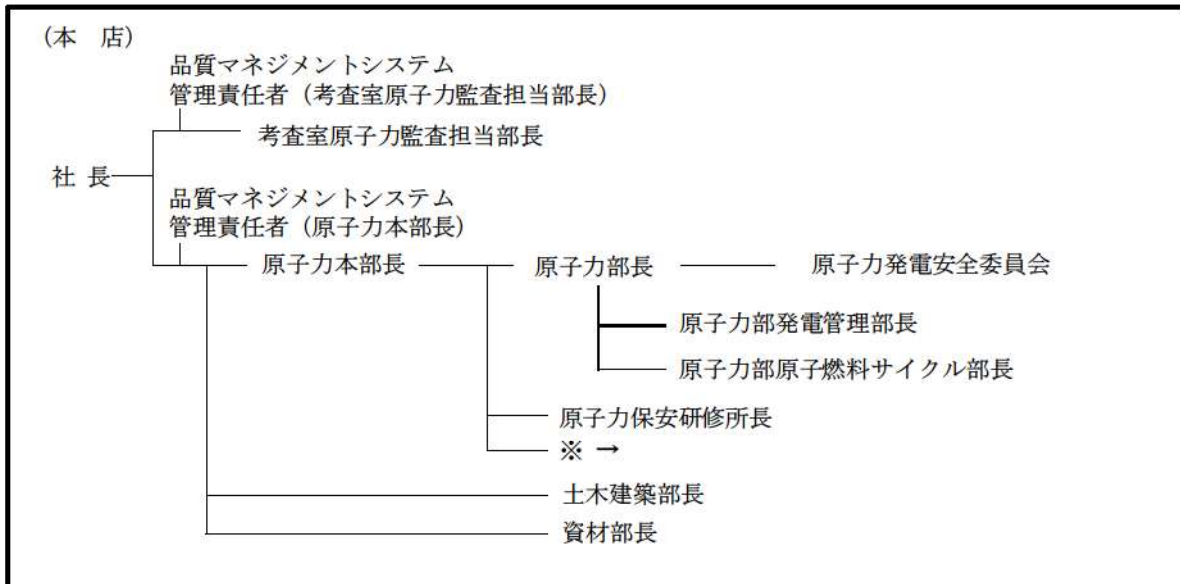 (本　店)
品質マネジメントシステム
管理責任者（考査室原子力監査担当部長）
考査室原子力監査担当部長
社 長
品質マネジメントシステム
管理責任者（原子力本部長）
原子力本部長
原子力部長
原子力発電安全委員会
原子力部発電管理部長
原子力部原子燃料サイクル部長
原子力保安研修所長
※ →
土木建築部長
資材部長